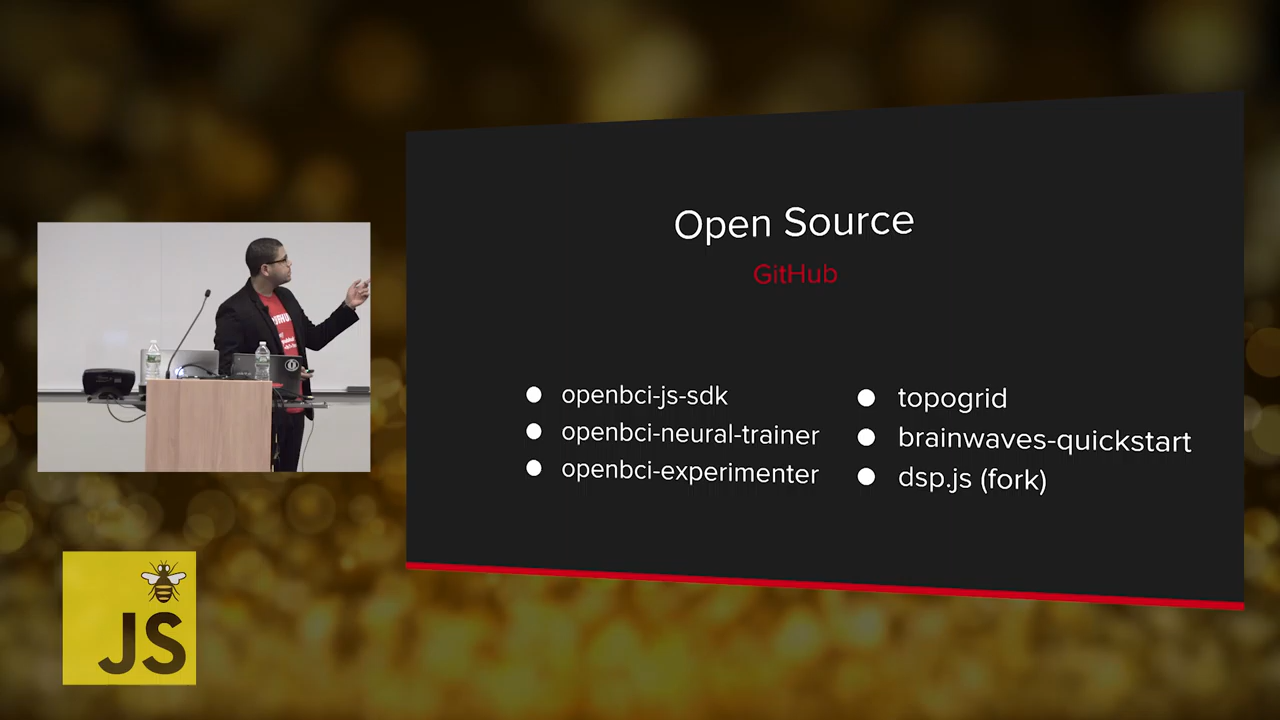 Open Source
GitHub
openbci-js-sdk
openbci-neural-trainer
openbci-experimenter
topogrid
brainwaves-quickstart
dsp.js (fork)
JS